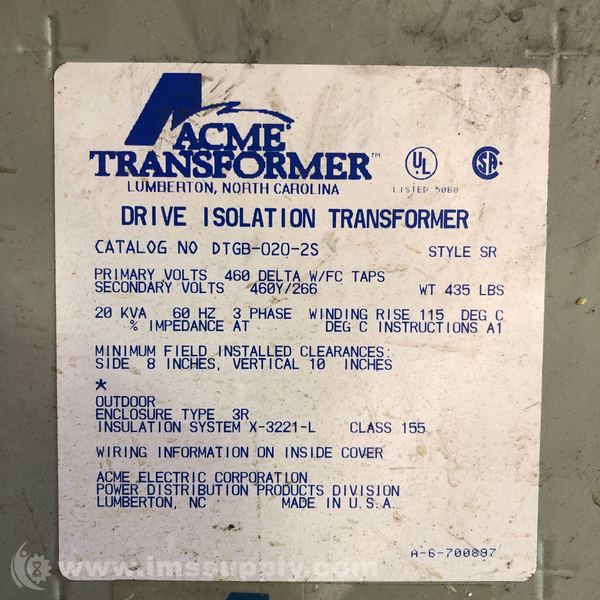 ACME
TRANSFORMER™
LUMBERTON, NORTH CAROLINA
UL
LISTED 50B8
SA
DRIVE ISOLATION TRANSFORMER
CATALOG NO DTGB-020-2S STYLE SR
PRIMARY VOLTS 460 DELTA W/FC TAPS
SECONDARY VOLTS 460Y/266 WT 435 LBS
20 KVA 60 HZ 3 PHASE WINDING RISE 115 DEG C
% IMPEDANCE AT DEG C INSTRUCTIONS A1
MINIMUM FIELD INSTALLED CLEARANCES:
SIDE 8 INCHES, VERTICAL 10 INCHES
*
OUTDOOR
ENCLOSURE TYPE 3R
INSULATION SYSTEM X-3221-L CLASS 155
WIRING INFORMATION ON INSIDE COVER
ACME ELECTRIC CORPORATION
POWER DISTRIBUTION PRODUCTS DIVISION
LUMBERTON, NC MADE IN U.S.A.
A-6-700897
www.imssupply.com